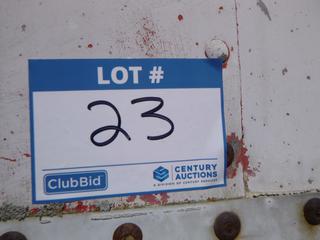 LOT #
23
ClubBid
CENTURY
AUCTIONS
A DIVISION OF CENTURY SERVICES